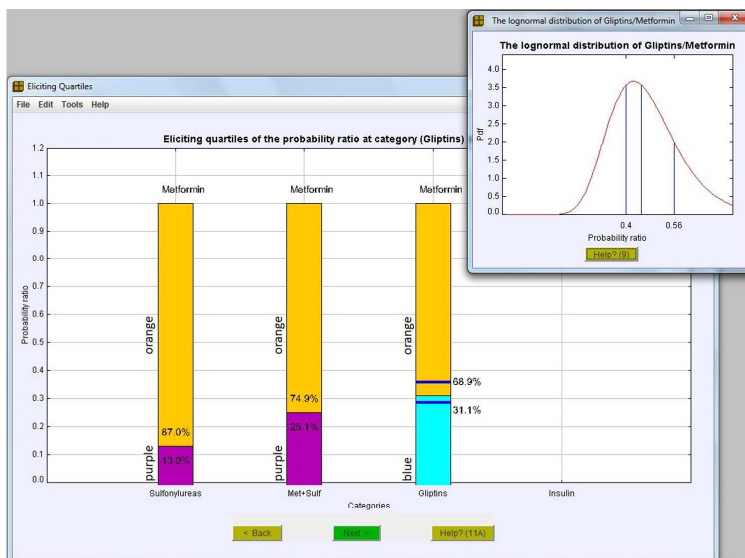 The lognormal distribution of Gliptins/Metformin
The lognormal distribution of Gliptins/Metformin
4.0
3.5
3.0
2.5
2.0
1.5
1.0
0.5
0.0
Pdf
0.4 0.56
Probability ratio
Help? (9)
Eliciting Quartiles
File Edit Tools Help
Eliciting quartiles of the probability ratio at category (Gliptins)
1.2
1.1
1.0
0.9
0.8
0.7
0.6
0.5
0.4
0.3
0.2
0.1
0.0
Probability ratio
Metformin Metformin Metformin
orange orange orange
68.9%
74.9%
31.1%
87.0%
25.1%
13.0%
purple purple blue
Sulfonylureas Met+Sulf Gliptins Insulin
Categories
< Back Next > Help? (11A)